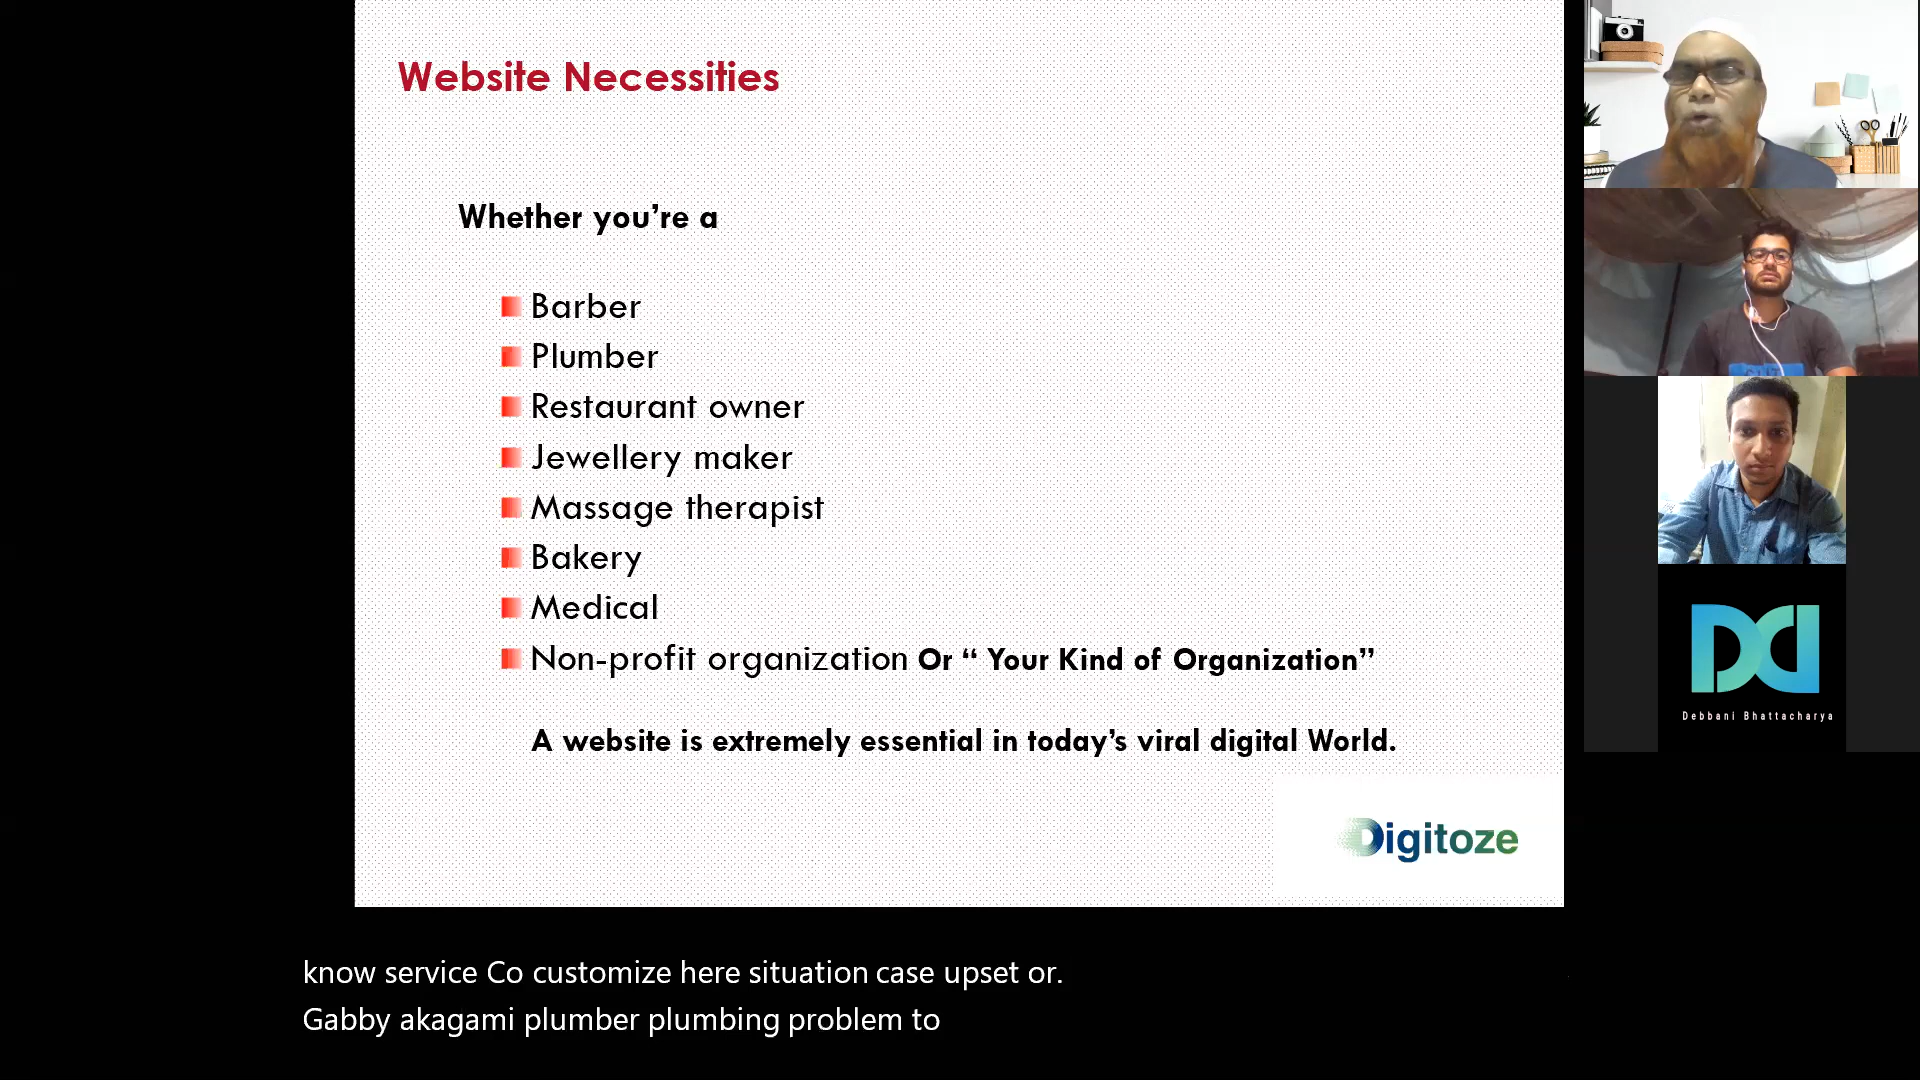 Website Necessities
Whether you're a
Barber
Plumber
Restaurant owner
Jewellery maker
Massage therapist
Bakery
Medical
Non-profit organization Or “ Your Kind of Organization”
A website is extremely essential in today’s viral digital World.
Digitoze
Debbani Bhattacharya
know service Co customize here situation case upset or.
Gabby akagami plumber plumbing problem to